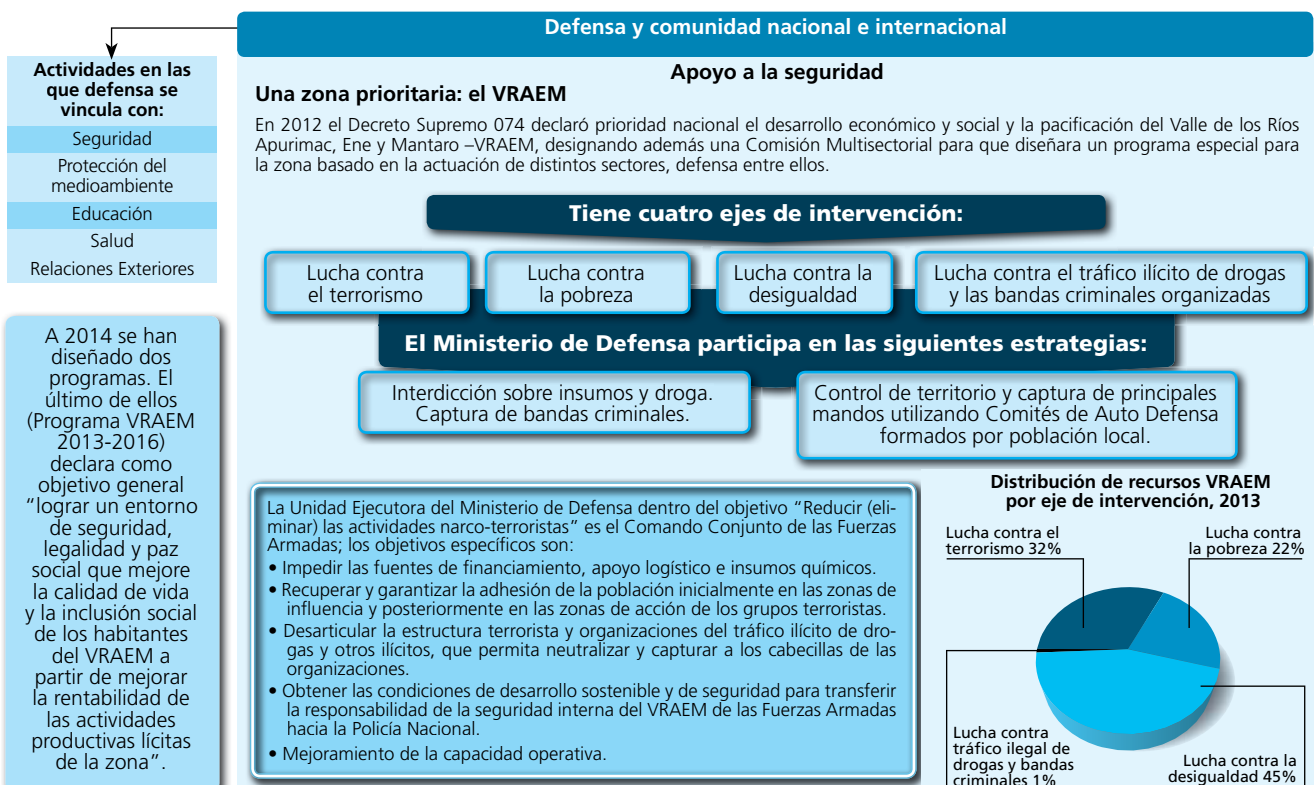 Defensa y comunidad nacional e internacional
Actividades en las
que defensa se
vincula con:
Seguridad
Protección del
medioambiente
Educación
Salud
Relaciones Exteriores
A 2014 se han
diseñado dos
programas. El
último de ellos
(Programa VRAEM
2013-2016)
declara como
objetivo general
“lograr un entorno
de seguridad,
legalidad y paz
social que mejore
la calidad de vida
y la inclusión social
de los habitantes
del VRAEM a
partir de mejorar
la rentabilidad de
las actividades
productivas lícitas
de la zona”.
Apoyo a la seguridad
Una zona prioritaria: el VRAEM
En 2012 el Decreto Supremo 074 declaró prioridad nacional el desarrollo económico y social y la pacificación del Valle de los Ríos
Apurimac, Ene y Mantaro –VRAEM, designando además una Comisión Multisectorial para que diseñara un programa especial para
la zona basado en la actuación de distintos sectores, defensa entre ellos.
Tiene cuatro ejes de intervención:
Lucha contra
el terrorismo
Lucha contra
la pobreza
Lucha contra la
desigualdad
Lucha contra el tráfico ilícito de drogas
y las bandas criminales organizadas
El Ministerio de Defensa participa en las siguientes estrategias:
Interdicción sobre insumos y droga.
Captura de bandas criminales.
Control de territorio y captura de principales
mandos utilizando Comités de Auto Defensa
formados por población local.
La Unidad Ejecutora del Ministerio de Defensa dentro del objetivo “Reducir (eli-
minar) las actividades narco-terroristas” es el Comando Conjunto de las Fuerzas
Armadas; los objetivos específicos son:
• Impedir las fuentes de financiamiento, apoyo logístico e insumos químicos.
• Recuperar y garantizar la adhesión de la población inicialmente en las zonas de
influencia y posteriormente en las zonas de acción de los grupos terroristas.
• Desarticular la estructura terrorista y organizaciones del tráfico ilícito de dro-
gas y otros ilícitos, que permita neutralizar y capturar a los cabecillas de las
organizaciones.
• Obtener las condiciones de desarrollo sostenible y de seguridad para transferir
la responsabilidad de la seguridad interna del VRAEM de las Fuerzas Armadas
hacia la Policía Nacional.
• Mejoramiento de la capacidad operativa.
Distribución de recursos VRAEM
por eje de intervención, 2013
Lucha contra el
terrorismo 32%
Lucha contra
la pobreza 22%
Lucha contra
tráfico ilegal de
drogas y bandas
criminales 1%
Lucha contra la
desigualdad 45%